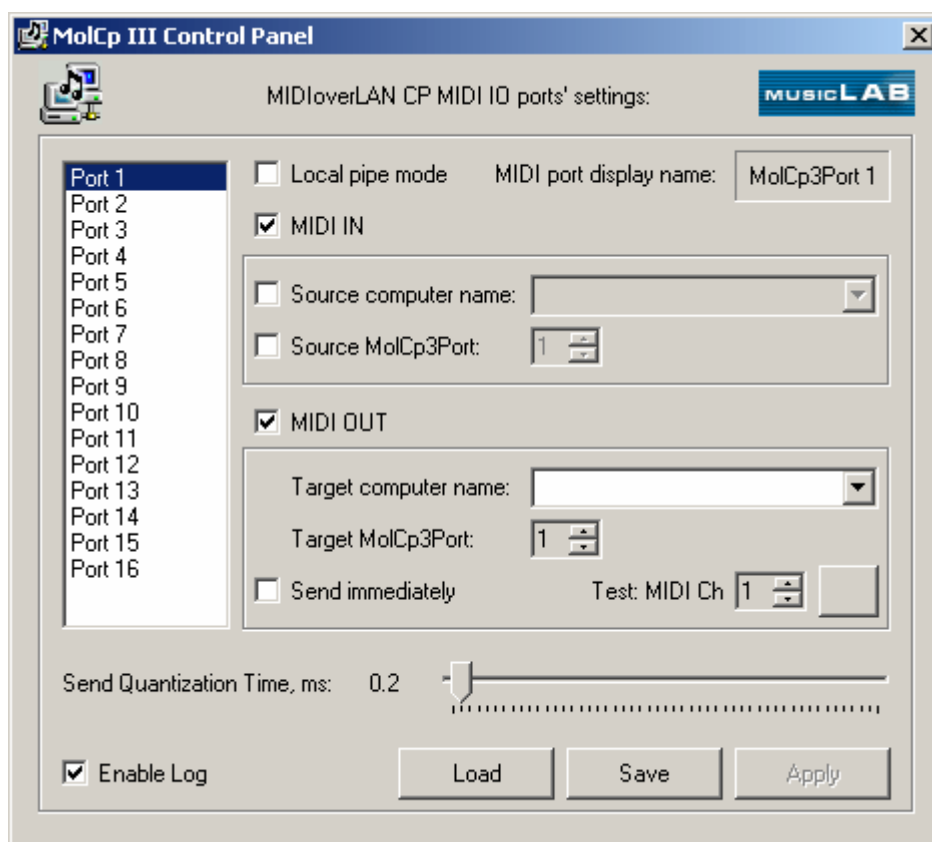 MolCp III Control Panel
MIDIoverLAN CP MIDI IO ports' settings:
MUSICLAB
Port 1
Port 2
Port 3
Port 4
Port 5
Port 6
Port 7
Port 8
Port 9
Port 10
Port 11
Port 12
Port 13
Port 14
Port 15
Port 16
Local pipe mode
MIDI port display name:
MolCp3Port 1
MIDI IN
Source computer name:
Source MolCp3Port:
1
MIDI OUT
Target computer name:
Target MolCp3Port:
1
Send immediately
Test: MIDI Ch
1
Send Quantization Time, ms:
0.2
Enable Log
Load
Save
Apply